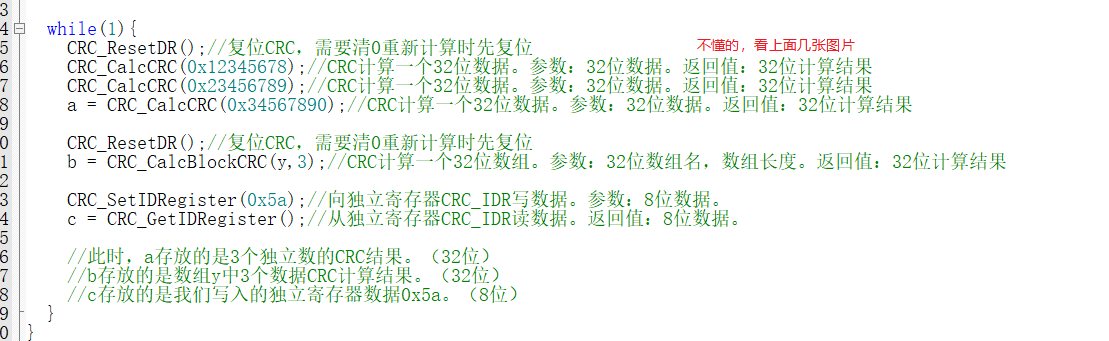 3
4 while(1){
5 CRC_ResetDR();//复位CRC，需要清0重新计算时先复位 不懂的，看上面几张图片
6 CRC_CalcCRC(0x12345678);//CRC计算一个32位数据。参数：32位数据。返回值：32位计算结果
7 CRC_CalcCRC(0x23456789);//CRC计算一个32位数据。参数：32位数据。返回值：32位计算结果
8 a = CRC_CalcCRC(0x34567890);//CRC计算一个32位数据。参数：32位数据。返回值：32位计算结果
9
0 CRC_ResetDR();//复位CRC，需要清0重新计算时先复位
1 b = CRC_CalcBlockCRC(y,3);//CRC计算一个32位数组。参数：32位数组名，数组长度。返回值：32位计算结果
2
3 CRC_SetIDRegister(0x5a);//向独立寄存器CRC_IDR写数据。参数：8位数据。
4 c = CRC_GetIDRegister();//从独立寄存器CRC_IDR读数据。返回值：8位数据。
5
6 //此时，a存放的是3个独立数的CRC结果。（32位）
7 //b存放的是数组y中3个数据CRC计算结果。（32位）
8 //c存放的是我们写入的独立寄存器数据0x5a。（8位）
9 }
0 }